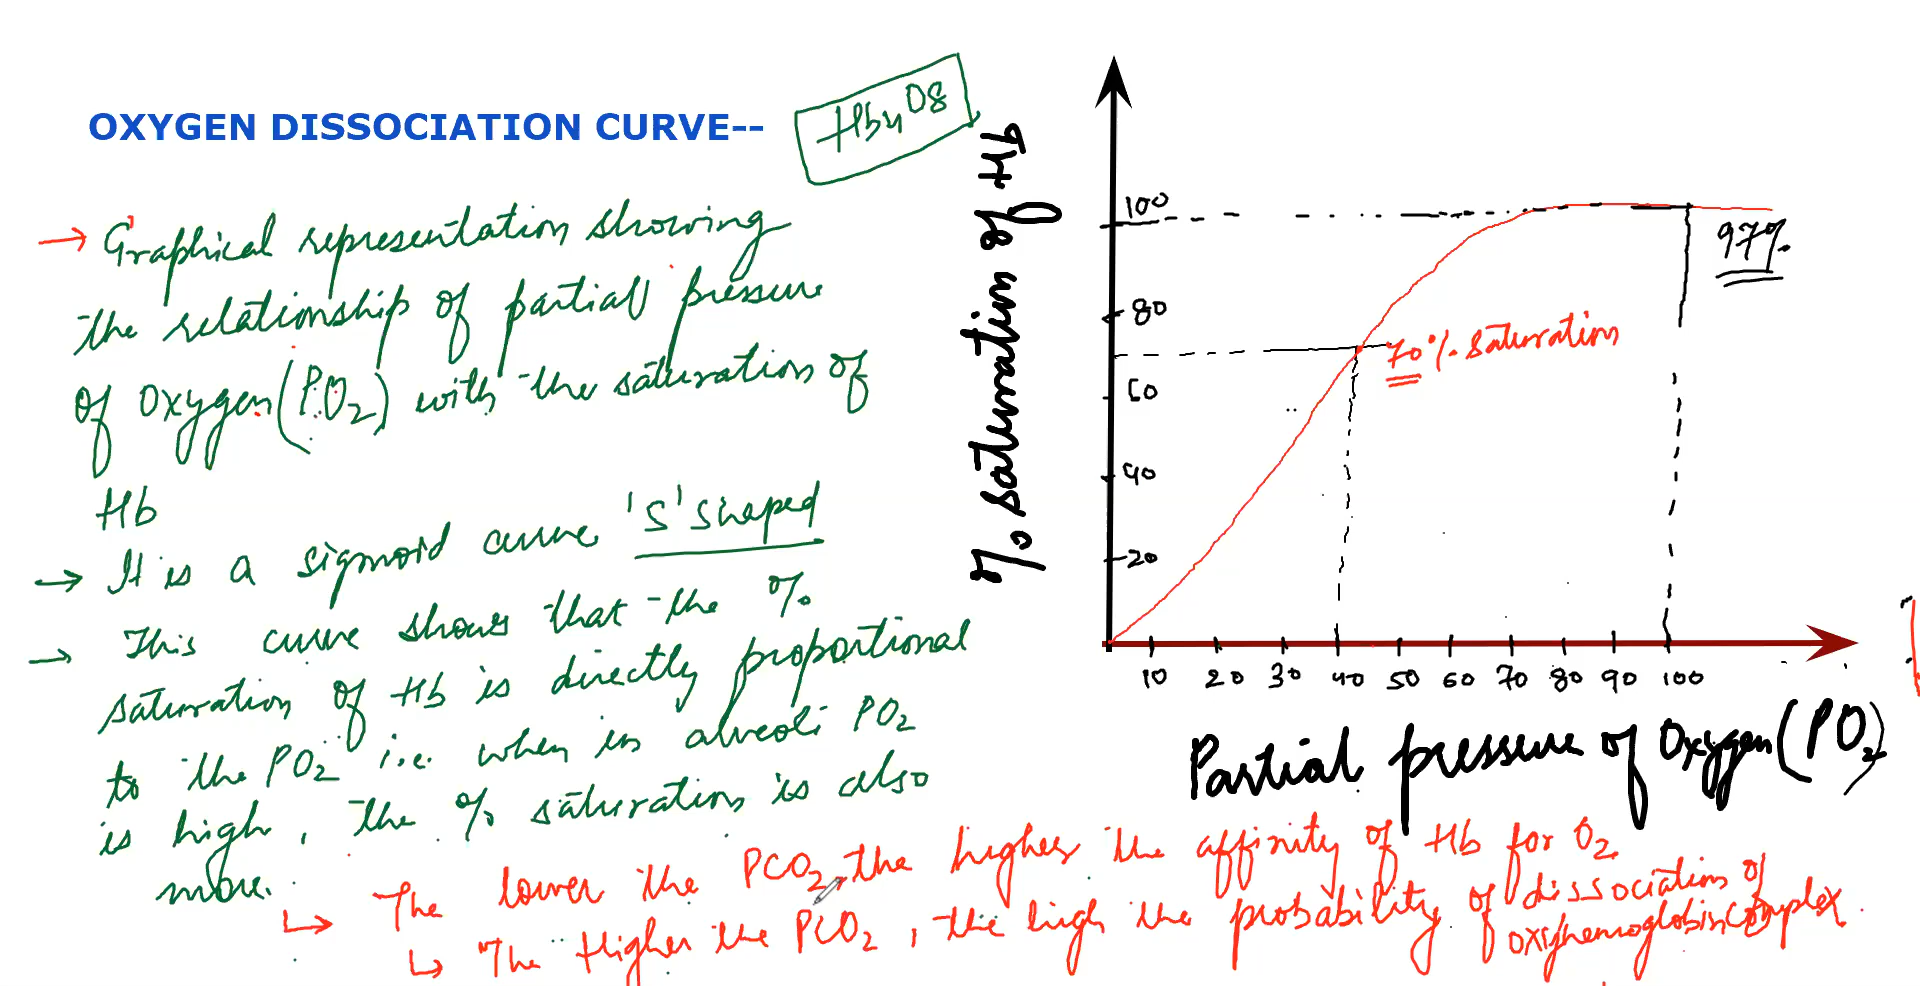 OXYGEN DISSOCIATION CURVE--
Hb4O8
→ Graphical representation showing
the relationship of partial pressure
of oxygen (PO2) with the saturation of
Hb
→ It is a sigmoid curve 'S' shaped
→ This curve shows that the %
saturation of Hb is directly proportional
to the PO2 i.e. when in alveoli PO2
is high, the % saturation is also
more.
↳ The lower the PCO2, the higher the affinity of Hb for O2.
↳ The Higher the PCO2, the high the probability of dissociation of
oxyhemoglobin complex
% saturation of Hb
100
80
60
40
20
97%
70% saturation
10 20 30 40 50 60 70 80 90 100
Partial pressure of Oxygen (PO2)